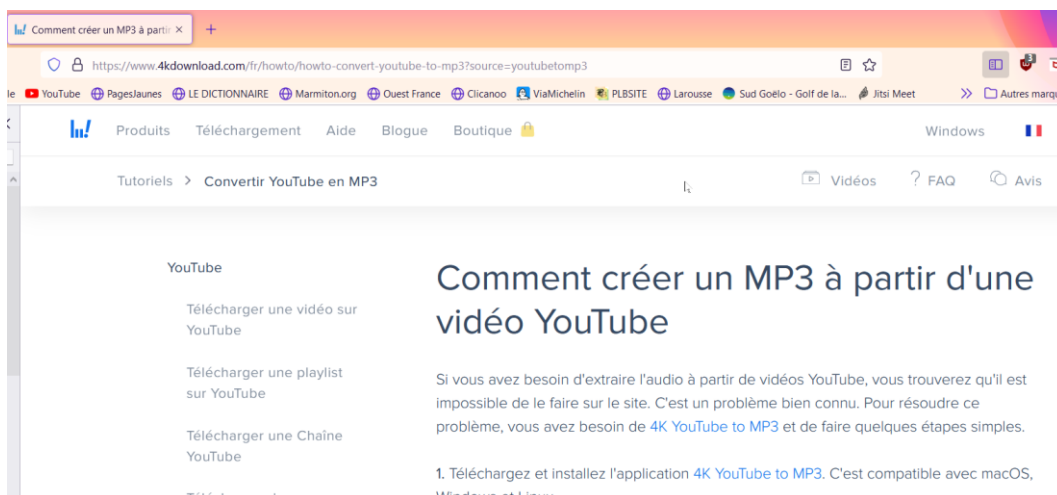 Comment créer un MP3 à partir
https://www.4kdownload.com/fr/howto/howto-convert-youtube-to-mp3?source=youtubetomp3
YouTube PagesJaunes LE DICTIONNAIRE Marmiton.org Ouest France Clicanoo ViaMichelin PLBSITE Larousse Sud Goëlo - Golf de la... Jitsi Meet Autres marqu
Produits Téléchargement Aide Blogue Boutique Windows
Tutoriels > Convertir YouTube en MP3 Vidéos ? FAQ Avis
YouTube
Télécharger une vidéo sur
YouTube
Télécharger une playlist
sur YouTube
Télécharger une Chaîne
YouTube
Comment créer un MP3 à partir d'une
vidéo YouTube
Si vous avez besoin d'extraire l'audio à partir de vidéos YouTube, vous trouverez qu'il est
impossible de le faire sur le site. C'est un problème bien connu. Pour résoudre ce
problème, vous avez besoin de 4K YouTube to MP3 et de faire quelques étapes simples.
1. Téléchargez et installez l'application 4K YouTube to MP3. C'est compatible avec macOS,